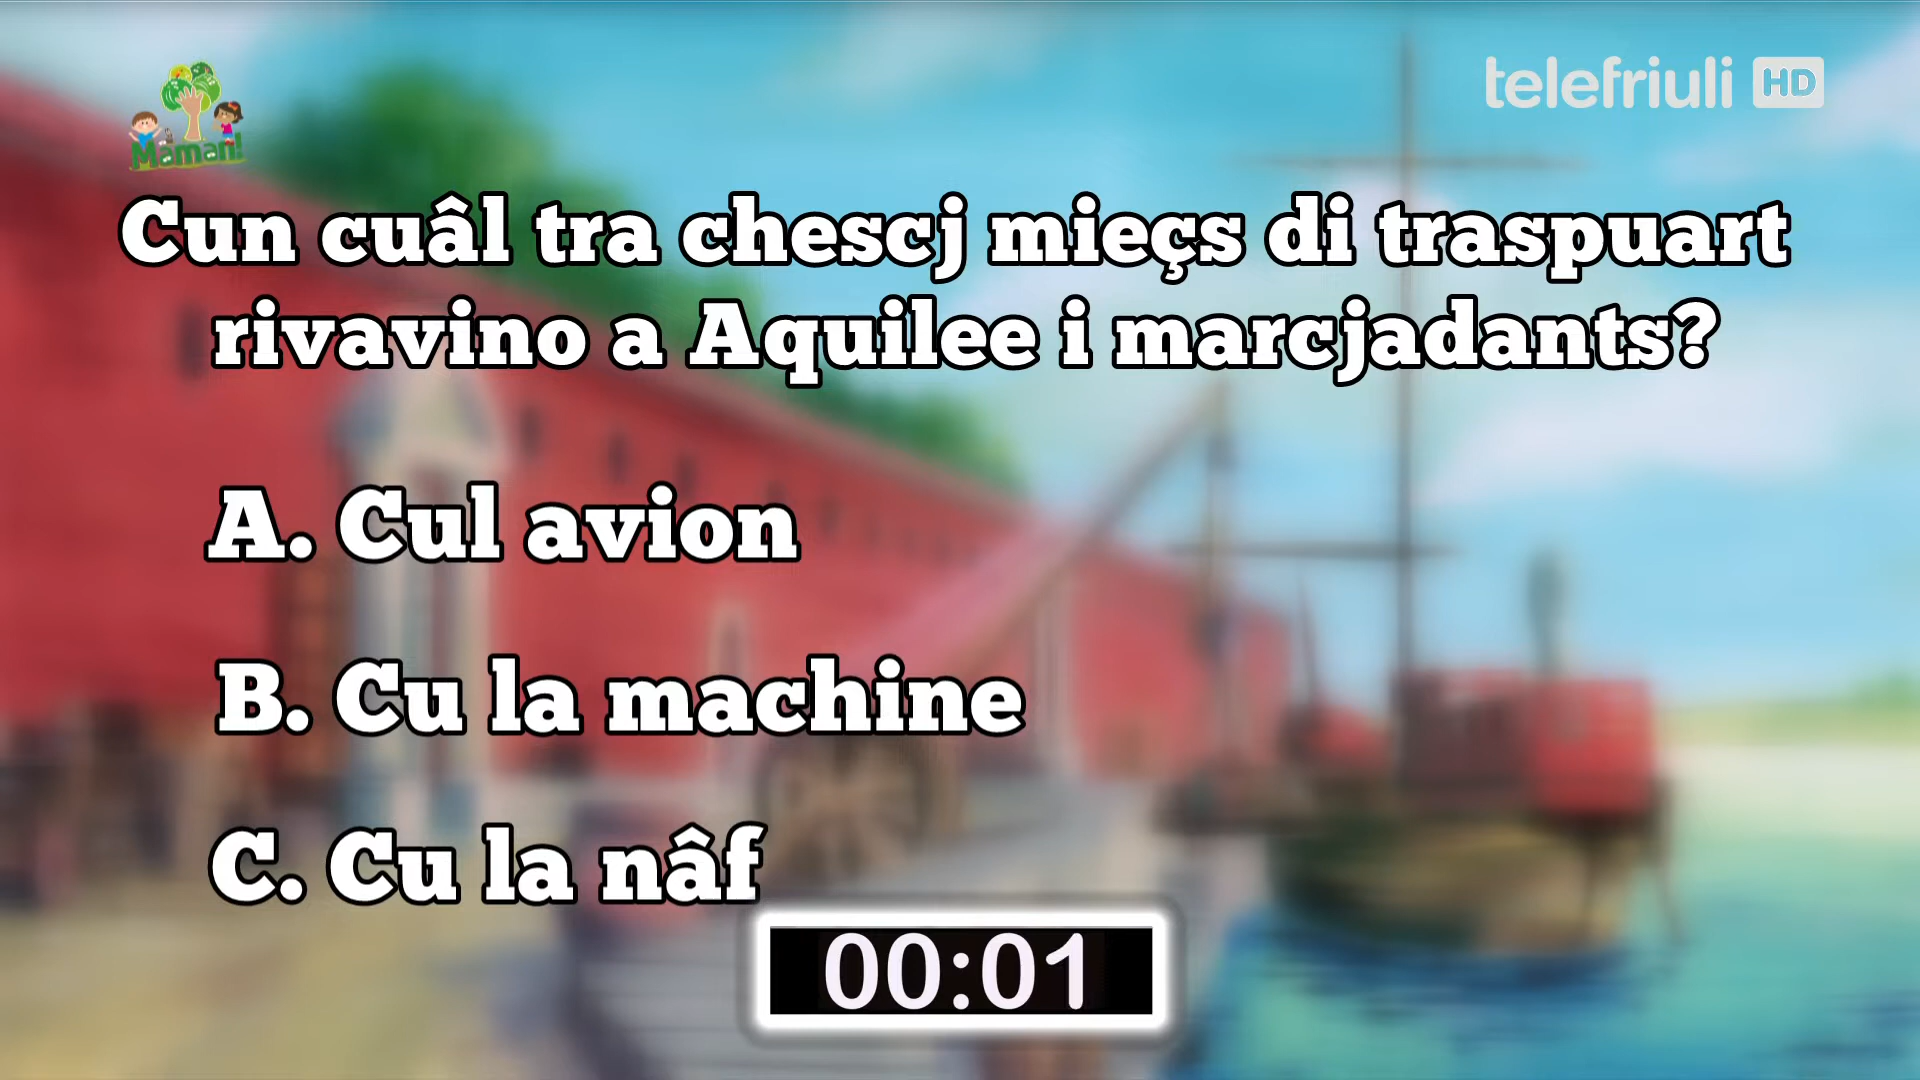 telefriuli HD
Maman!
Cun cuâl tra chescj mieçs di traspuart
rivavino a Aquilee i marcjadants?
A. Cul avion
B. Cu la machine
C. Cu la nâf
00:01